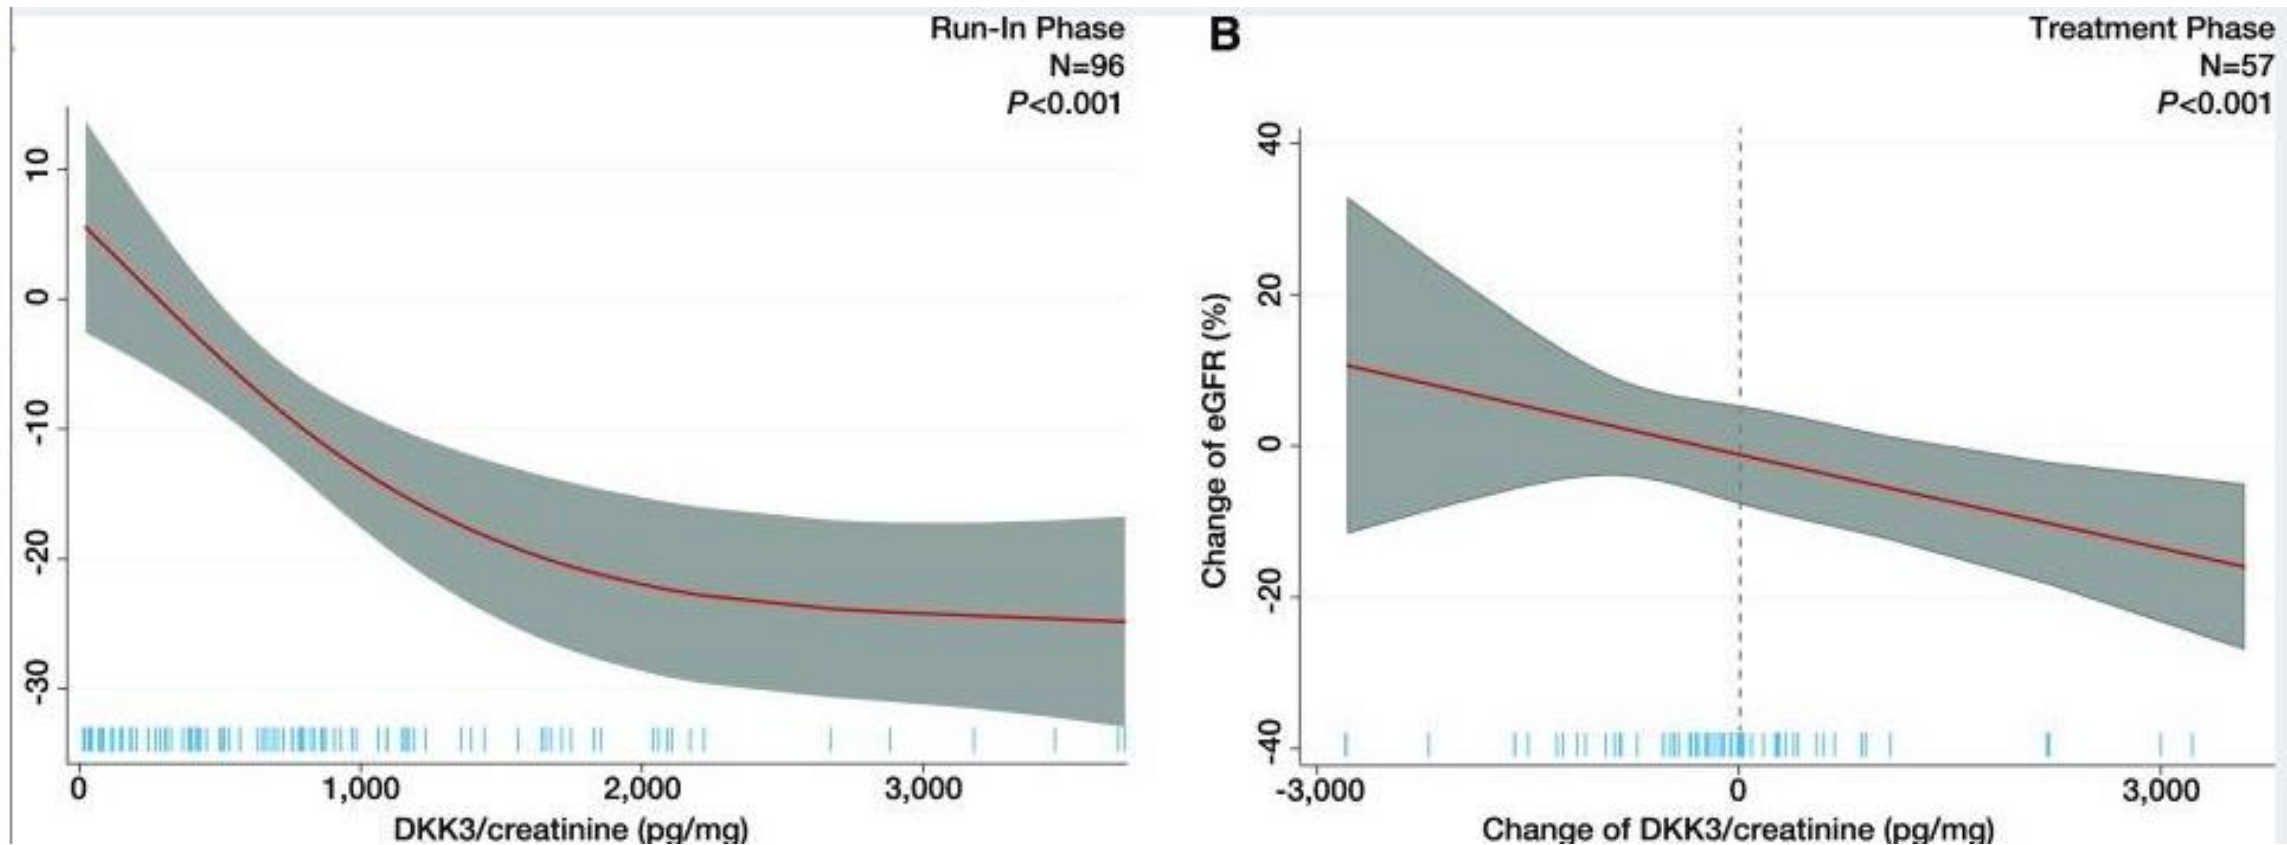 Run-In Phase
N=96
P<0.001
10
0
-10
-20
-30
0 1,000 2,000 3,000
DKK3/creatinine (pg/mg)
B
Treatment Phase
N=57
P<0.001
Change of eGFR (%)
40
20
0
-20
-40
-3,000 0 3,000
Change of DKK3/creatinine (pg/mg)